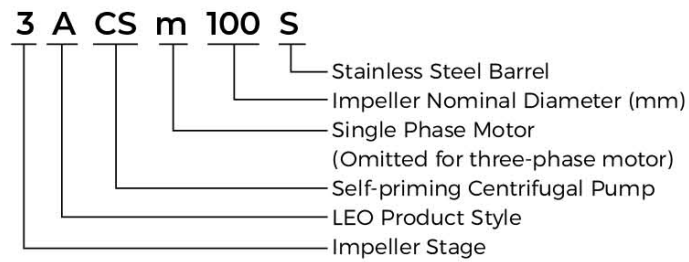 3 A CS m 100 S
Stainless Steel Barrel
Impeller Nominal Diameter (mm)
Single Phase Motor
(Omitted for three-phase motor)
Self-priming Centrifugal Pump
LEO Product Style
Impeller Stage